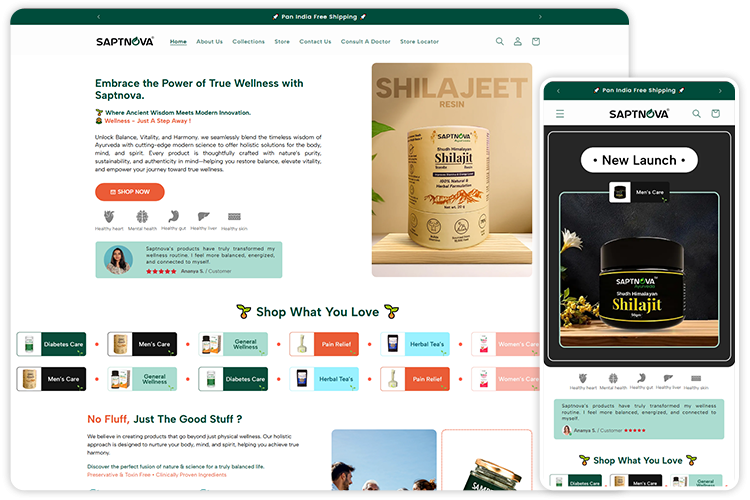 Pan India Free Shipping
SAPTNOVA
Home About Us Collections Store Contact Us Consult A Doctor Store Locator
Embrace the Power of True Wellness with
Saptnova.
Where Ancient Wisdom Meets Modern Innovation.
Wellness - Just A Step Away !
Unlock Balance, Vitality, and Harmony. we seamlessly blend the timeless wisdom of
Ayurveda with cutting-edge modern science to offer holistic solutions for the body,
mind, and spirit. Every product is thoughtfully crafted with nature's purity,
sustainability, and authenticity in mind—helping you restore balance, elevate vitality,
and empower your journey toward true wellness.
SHOP NOW
Healthy heart Mental health Healthy gut Healthy liver Healthy skin
Saptnova's products have truly transformed my
wellness routine. I feel more balanced, energized,
and connected to myself.
Ananya S. / Customer
SHILAJEET
RESIN
SAPTNOVA
Shudh Himalayan
Shilajit
100% Natural &
Herbal Formulation
Net wt. 20 g
Shop What You Love
Diabetes Care Men's Care General Wellness Pain Relief Herbal Tea's Women's Care
Men's Care General Wellness Diabetes Care Herbal Tea's Pain Relief Women's Care
No Fluff, Just The Good Stuff ?
We believe in creating products that go beyond just physical wellness. Our holistic
approach is designed to nurture your body, mind, and spirit, helping you achieve true
harmony.
Discover the perfect fusion of nature & science for a truly balanced life.
Preservative & Toxin Free • Clinically Proven Ingredients
Pan India Free Shipping
SAPTNOVA
• New Launch •
Men's Care
SAPTNOVA
Ayurveda
Shudh Himalayan
Shilajit
Healthy heart Mental health Healthy gut Healthy liver Healthy skin
Saptnova's products have truly transformed my wellness
routine. I feel more balanced, energized, and connected to
myself.
Ananya S. / Customer
Shop What You Love
Diabetes Care Men's Care